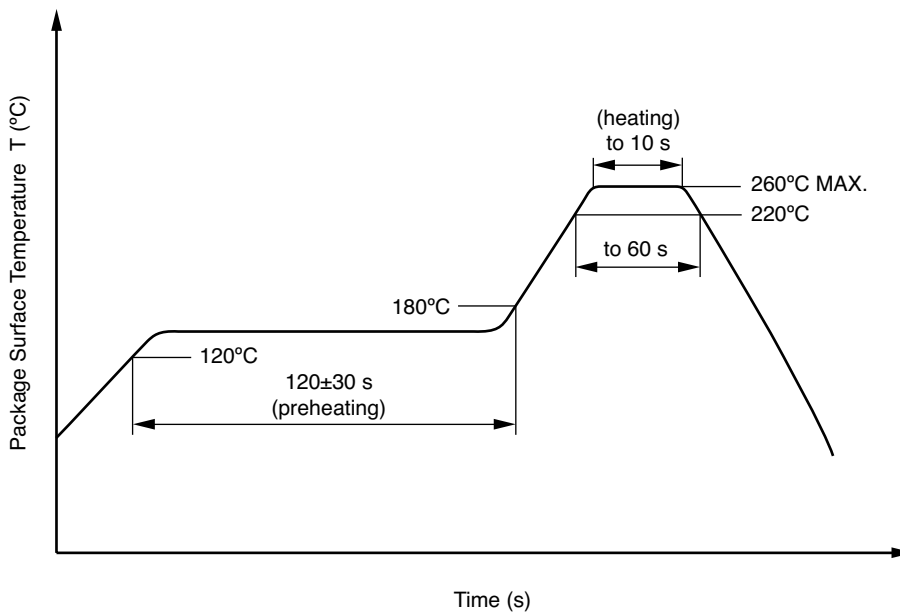 Package Surface Temperature T (ºC)
(heating)
to 10 s
260ºC MAX.
220ºC
to 60 s
180ºC
120ºC
120±30 s
(preheating)
Time (s)